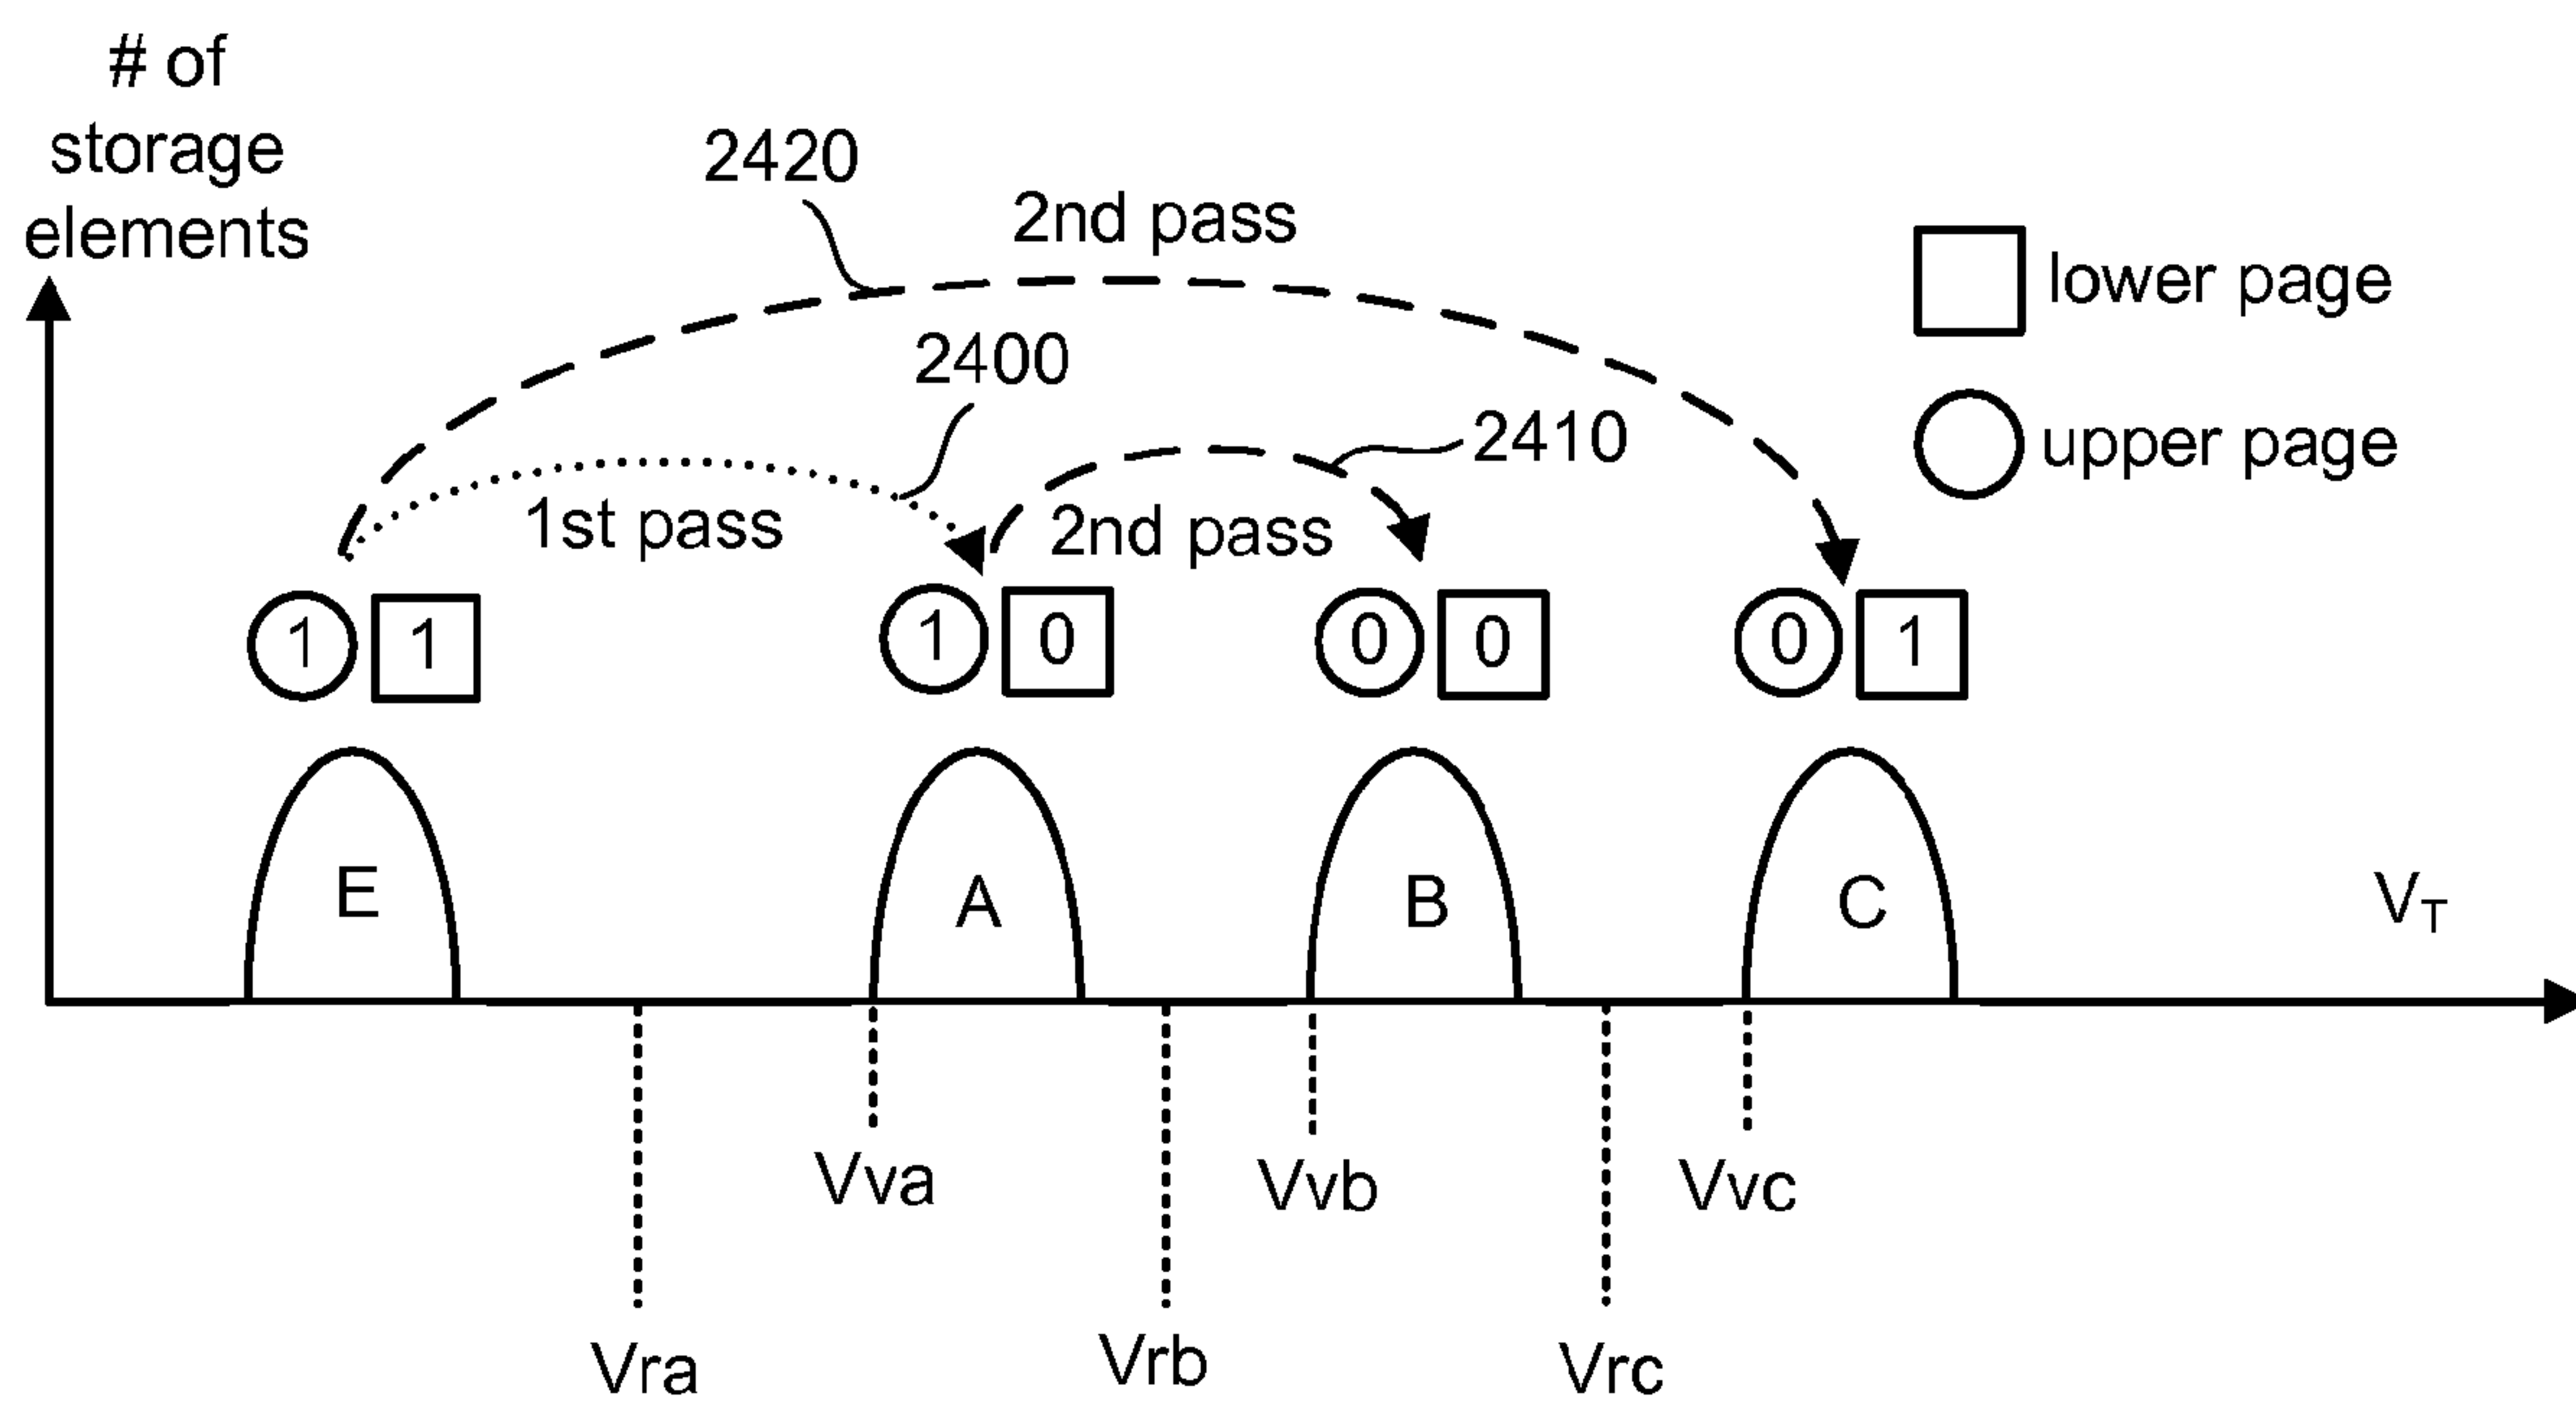 # of
storage
elements
2420
2nd pass
lower page
2400
2410
upper page
1st pass
2nd pass
1 1
1 0
0 0
0 1
E
A
B
C
VT
Vva
Vvb
Vvc
Vra
Vrb
Vrc